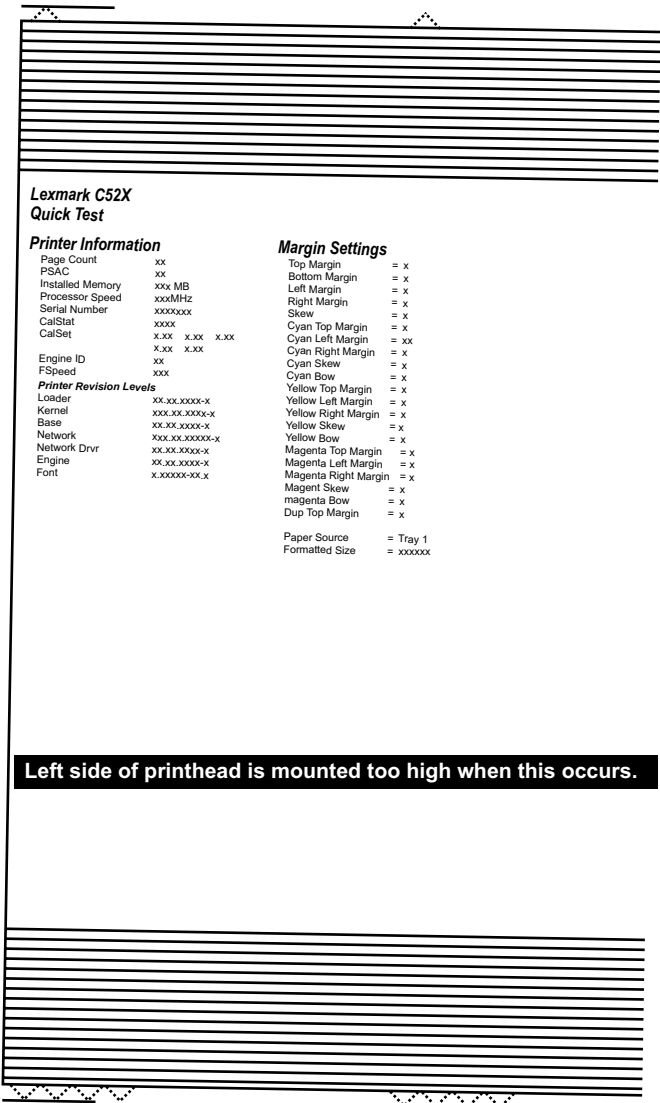 Lexmark C52X
Quick Test
Printer Information
Page Count xx
PSAC xx
Installed Memory xxx MB
Processor Speed xxxMHz
Serial Number xxxxxxx
CalStat xxxx
CalSet x.xx x.xx x.xx
x.xx x.xx
Engine ID xx
FSpeed xxx
Printer Revision Levels
Loader xx.xx.xxxx-x
Kernel xxx.xx.xxxx-x
Base xx.xx.xxxx-x
Network xxx.xx.xxxxx-x
Network Drvr xx.xx.xxxx-x
Engine xx.xx.xxxx-x
Font x.xxxxx-xx.x
Margin Settings
Top Margin = x
Bottom Margin = x
Left Margin = x
Right Margin = x
Skew = x
Cyan Top Margin = x
Cyan Left Margin = xx
Cyan Right Margin = x
Cyan Skew = x
Cyan Bow = x
Yellow Top Margin = x
Yellow Left Margin = x
Yellow Right Margin = x
Yellow Skew = x
Yellow Bow = x
Magenta Top Margin = x
Magenta Left Margin = x
Magenta Right Margin = x
Magent Skew = x
magenta Bow = x
Dup Top Margin = x
Paper Source = Tray 1
Formatted Size = xxxxxx
Left side of printhead is mounted too high when this occurs.